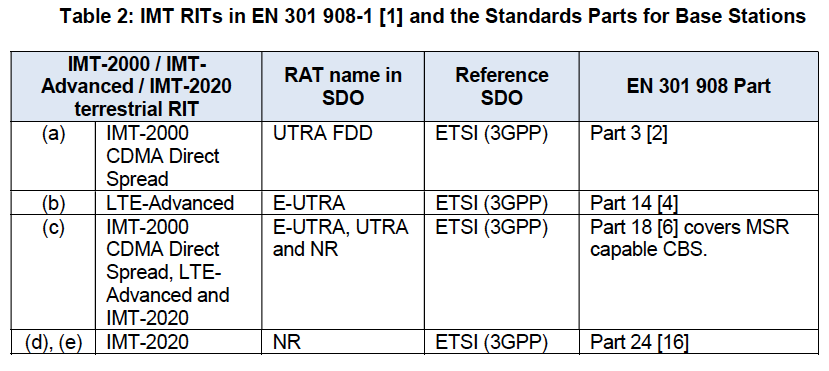 Table 2: IMT RITs in EN 301 908-1 [1] and the Standards Parts for Base Stations
IMT-2000 / IMT-
Advanced / IMT-2020
terrestrial RIT
RAT name in
SDO
Reference
SDO
EN 301 908 Part
(a)
IMT-2000
CDMA Direct
Spread
UTRA FDD
ETSI (3GPP)
Part 3 [2]
(b)
LTE-Advanced
E-UTRA
ETSI (3GPP)
Part 14 [4]
(c)
IMT-2000
CDMA Direct
Spread, LTE-
Advanced and
IMT-2020
E-UTRA, UTRA
and NR
ETSI (3GPP)
Part 18 [6] covers MSR
capable CBS.
(d), (e)
IMT-2020
NR
ETSI (3GPP)
Part 24 [16]